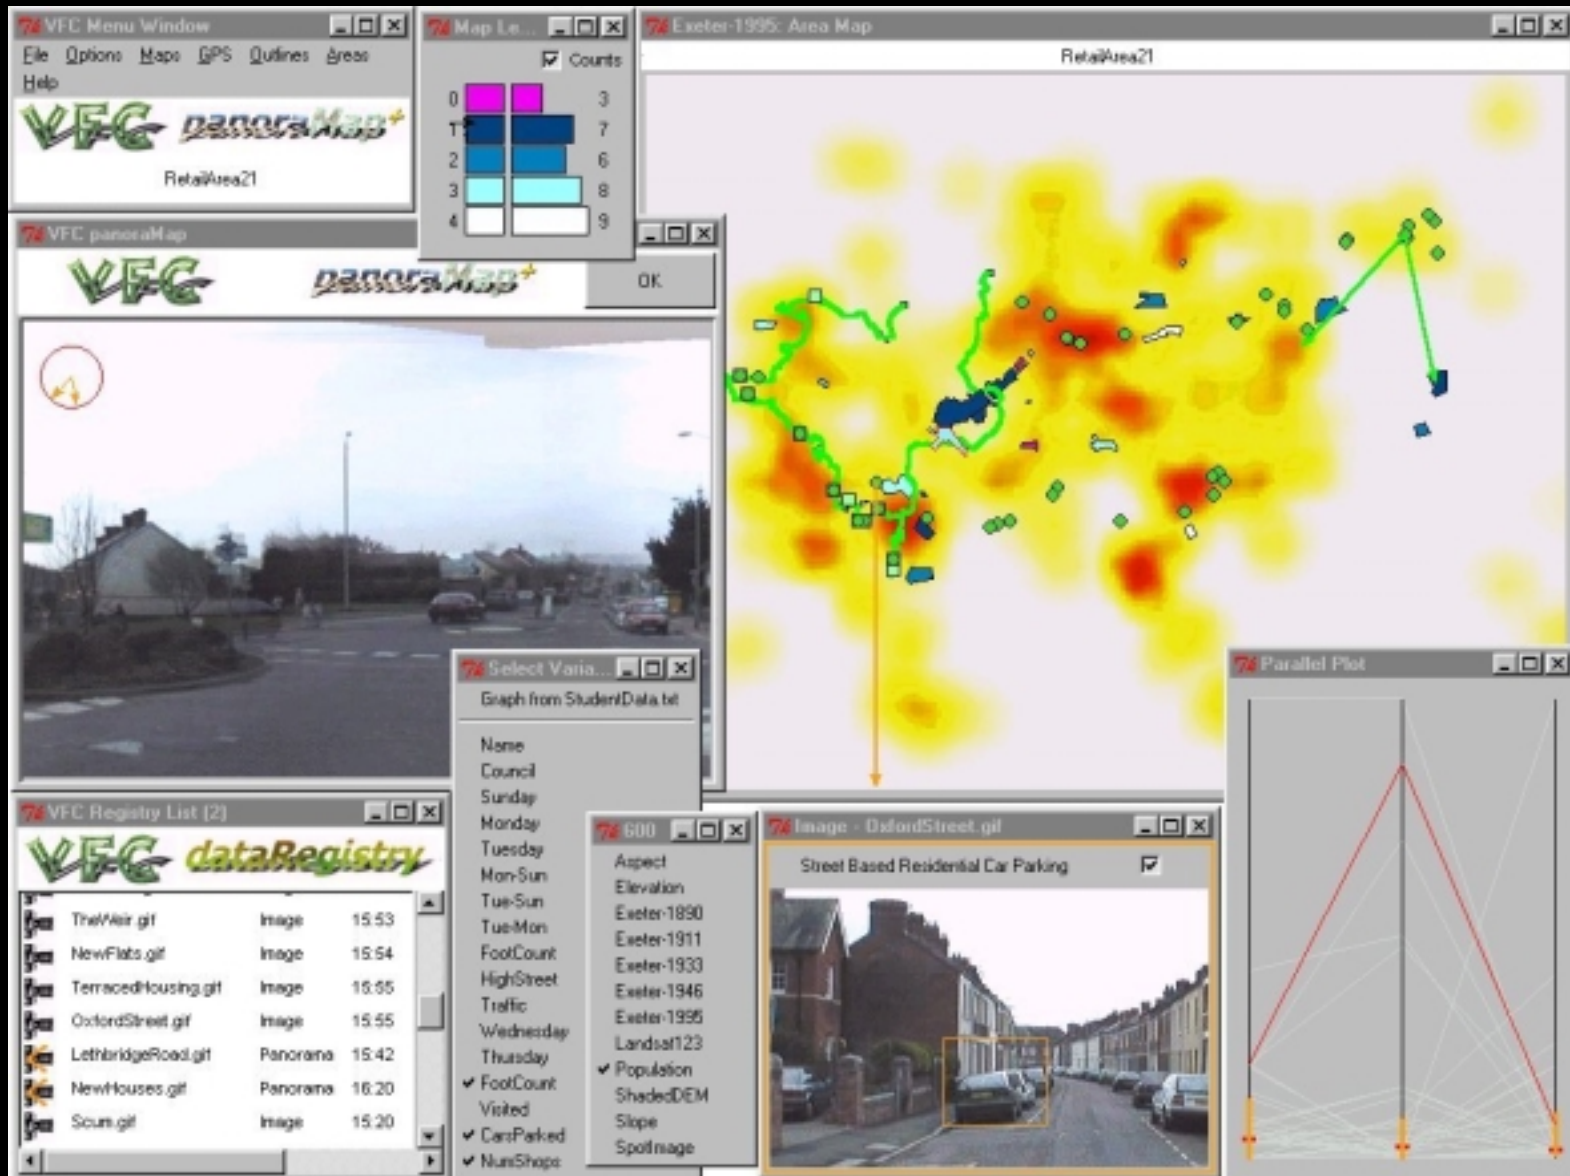 VFC Menu Window
File Options Maps GPS Outlines Areas
Help
VFC panoraMap+
RetailArea21
Map Le...
Counts
0 3
1 7
2 6
3 8
4 9
Exeter-1995: Area Map
RetailArea21
VFC panoraMap
VFC panoraMap+
OK
Select Varia...
Graph from StudentData.txt
Name
Council
Sunday
Monday
Tuesday
Mon-Sun
Tue-Sun
Tue-Mon
FootCount
HighStreet
Traffic
Wednesday
Thursday
FootCount
Visited
CarsParked
NumShops
600
Aspect
Elevation
Exeter-1890
Exeter-1911
Exeter-1933
Exeter-1946
Exeter-1995
Landsat123
Population
ShadedDEM
Slope
SpotImage
VFC Registry List (2)
VFC dataRegistry
TheWeir.gif Image 15:53
NewFlats.gif Image 15:54
TerracedHousing.gif Image 15:55
OxfordStreet.gif Image 15:55
LethbridgeRoad.gif Panorama 15:42
NewHouses.gif Panorama 16:20
Scum.gif Image 15:20
Image - OxfordStreet.gif
Street Based Residential Car Parking
Parallel Plot